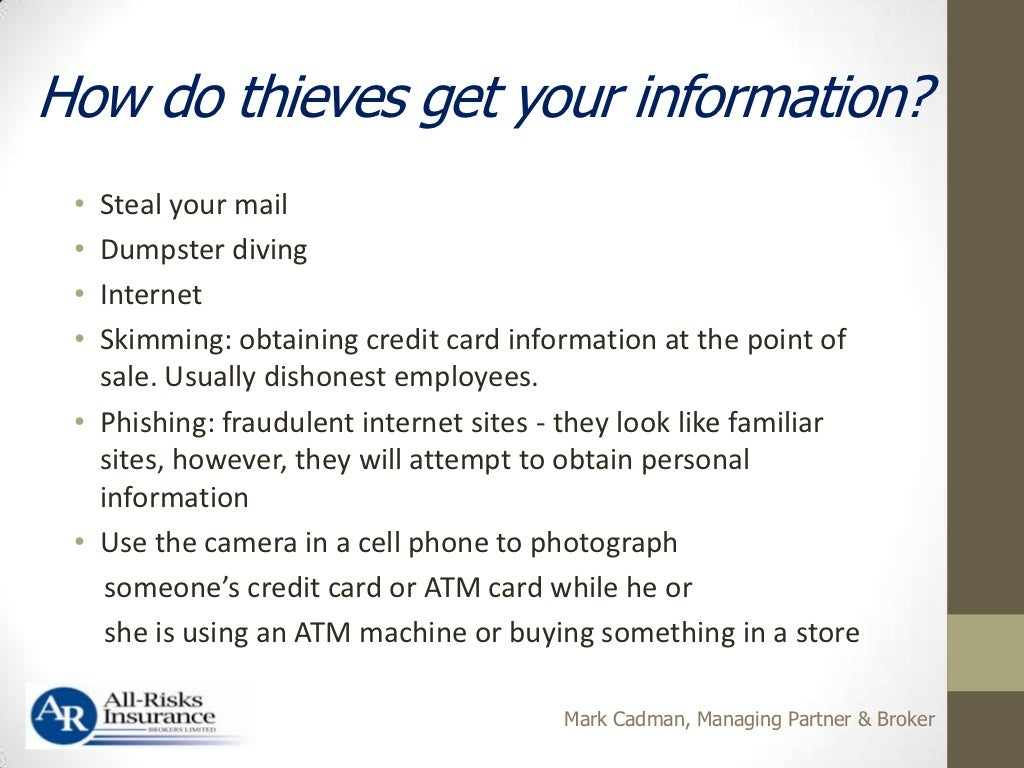 How do thieves get your information?
• Steal your mail
• Dumpster diving
• Internet
• Skimming: obtaining credit card information at the point of
sale. Usually dishonest employees.
• Phishing: fraudulent internet sites - they look like familiar
sites, however, they will attempt to obtain personal
information
• Use the camera in a cell phone to photograph
someone’s credit card or ATM card while he or
she is using an ATM machine or buying something in a store
AR
All-Risks
Insurance
BROKERS LIMITED
Mark Cadman, Managing Partner & Broker